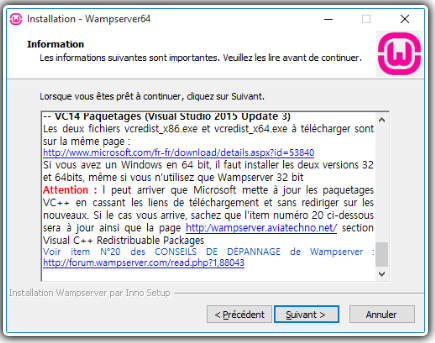 Installation - Wampserver64
Information
Les informations suivantes sont importantes. Veuillez les lire avant de continuer.
Lorsque vous êtes prêt à continuer, cliquez sur Suivant.
-- VC14 Paquetages (Visual Studio 2015 Update 3)
Les deux fichiers vcredist_x86.exe et vcredist_x64.exe à télécharger sont
sur la même page :
http://www.microsoft.com/fr-fr/download/details.aspx?id=53840
Si vous avez un Windows en 64 bit, il faut installer les deux versions 32
et 64bits, même si vous n'utilisez que Wampserver 32 bit
Attention : l peut arriver que Microsoft mette à jour les paquetages
VC++ en cassant les liens de téléchargement et sans rediriger sur les
nouveaux. Si le cas vous arrive, sachez que l'item numéro 20 ci-dessous
sera à jour ainsi que la page http:/wampserver.aviatechno.net/ section
Visual C++ Redistribuable Packages
Voir item N°20 des CONSEILS DE DÉPANNAGE de Wampserver :
http://forum.wampserver.com/read.php?1,88043
Installation Wampserver par Inno Setup
< Précédent
Suivant >
Annuler